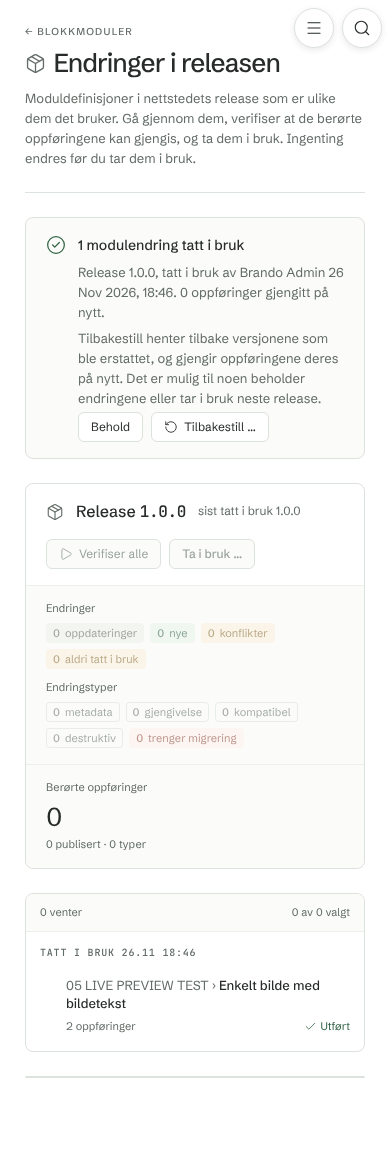 ← BLOKKMODULER
Endringer i releasen
Moduldefinisjoner i nettstedets release som er ulike
dem det bruker. Gå gjennom dem, verifiser at de berørte
oppføringene kan gjengis, og ta dem i bruk. Ingenting
endres før du tar dem i bruk.
1 modulendring tatt i bruk
Release 1.0.0, tatt i bruk av Brando Admin 26
Nov 2026, 18:46. 0 oppføringer gjengitt på
nytt.
Tilbakestill henter tilbake versjonene som
ble erstattet, og gjengir oppføringene deres
på nytt. Det er mulig til noen beholder
endringene eller tar i bruk neste release.
Behold
Tilbakestill …
Release 1.0.0 sist tatt i bruk 1.0.0
Verifiser alle
Ta i bruk …
Endringer
0 oppdateringer 0 nye 0 konflikter
0 aldri tatt i bruk
Endringstyper
0 metadata 0 gjengivelse 0 kompatibel
0 destruktiv 0 trenger migrering
Berørte oppføringer
0
0 publisert · 0 typer
0 venter
0 av 0 valgt
TATT I BRUK 26.11 18:46
05 LIVE PREVIEW TEST › Enkelt bilde med
bildetekst
2 oppføringer
Utført